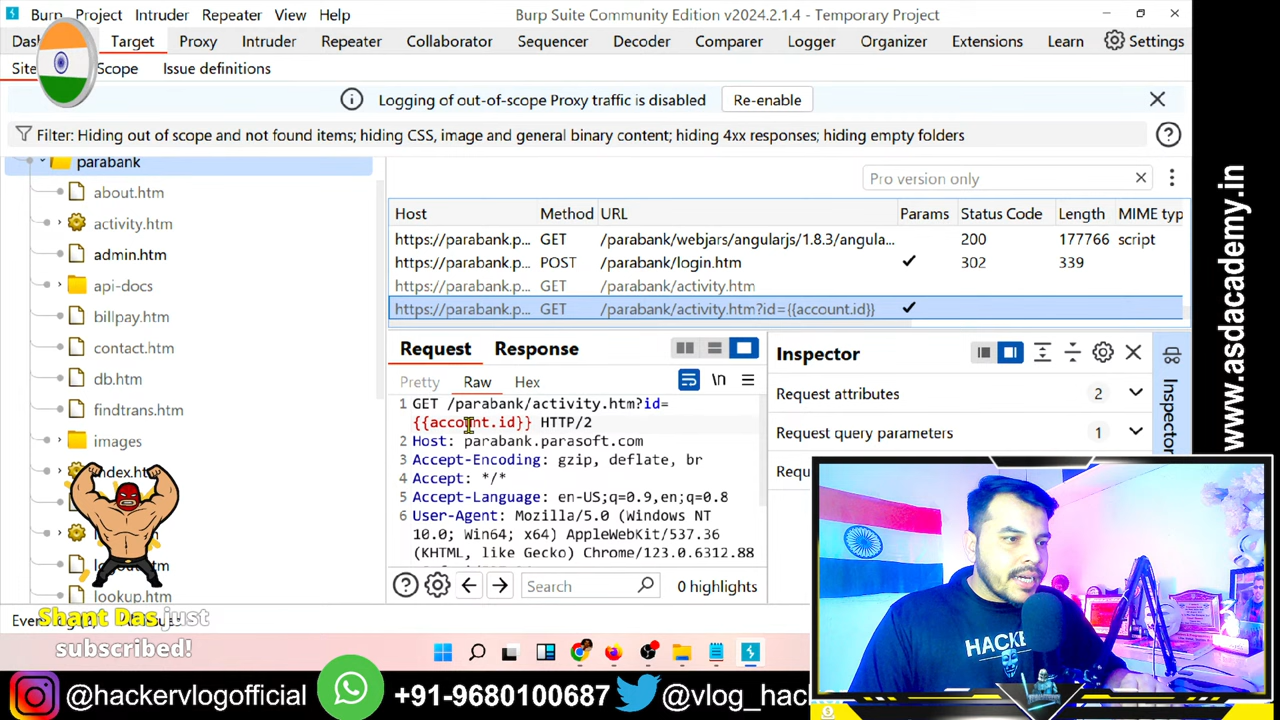 Burp Project Intruder Repeater View Help
Burp Suite Community Edition v2024.2.1.4 - Temporary Project
Target Proxy Intruder Repeater Collaborator Sequencer Decoder Comparer Logger Organizer Extensions Learn Settings
Scope Issue definitions
Logging of out-of-scope Proxy traffic is disabled Re-enable
Filter: Hiding out of scope and not found items; hiding CSS, image and general binary content; hiding 4xx responses; hiding empty folders
parabank
about.htm
activity.htm
admin.htm
api-docs
billpay.htm
contact.htm
db.htm
findtrans.htm
images
index.htm
lookup.htm
Pro version only
Host Method URL Params Status Code Length MIME typ
https://parabank.p... GET /parabank/webjars/angularjs/1.8.3/angula... 200 177766 script
https://parabank.p... POST /parabank/login.htm 302 339
https://parabank.p... GET /parabank/activity.htm
https://parabank.p... GET /parabank/activity.htm?id={{account.id}}
Request Response
Pretty Raw Hex \n
1 GET /parabank/activity.htm?id=
{{account.id}} HTTP/2
2 Host: parabank.parasoft.com
3 Accept-Encoding: gzip, deflate, br
4 Accept: */*
5 Accept-Language: en-US;q=0.9,en;q=0.8
6 User-Agent: Mozilla/5.0 (Windows NT
10.0; Win64; x64) AppleWebKit/537.36
(KHTML, like Gecko) Chrome/123.0.6312.88
Search 0 highlights
Inspector
Request attributes 2
Request query parameters 1
Inspector
www.asdacademy.in
HACKE
Shant Das just
subscribed!
@hackervlogofficial +91-9680100687 @vlog_hac